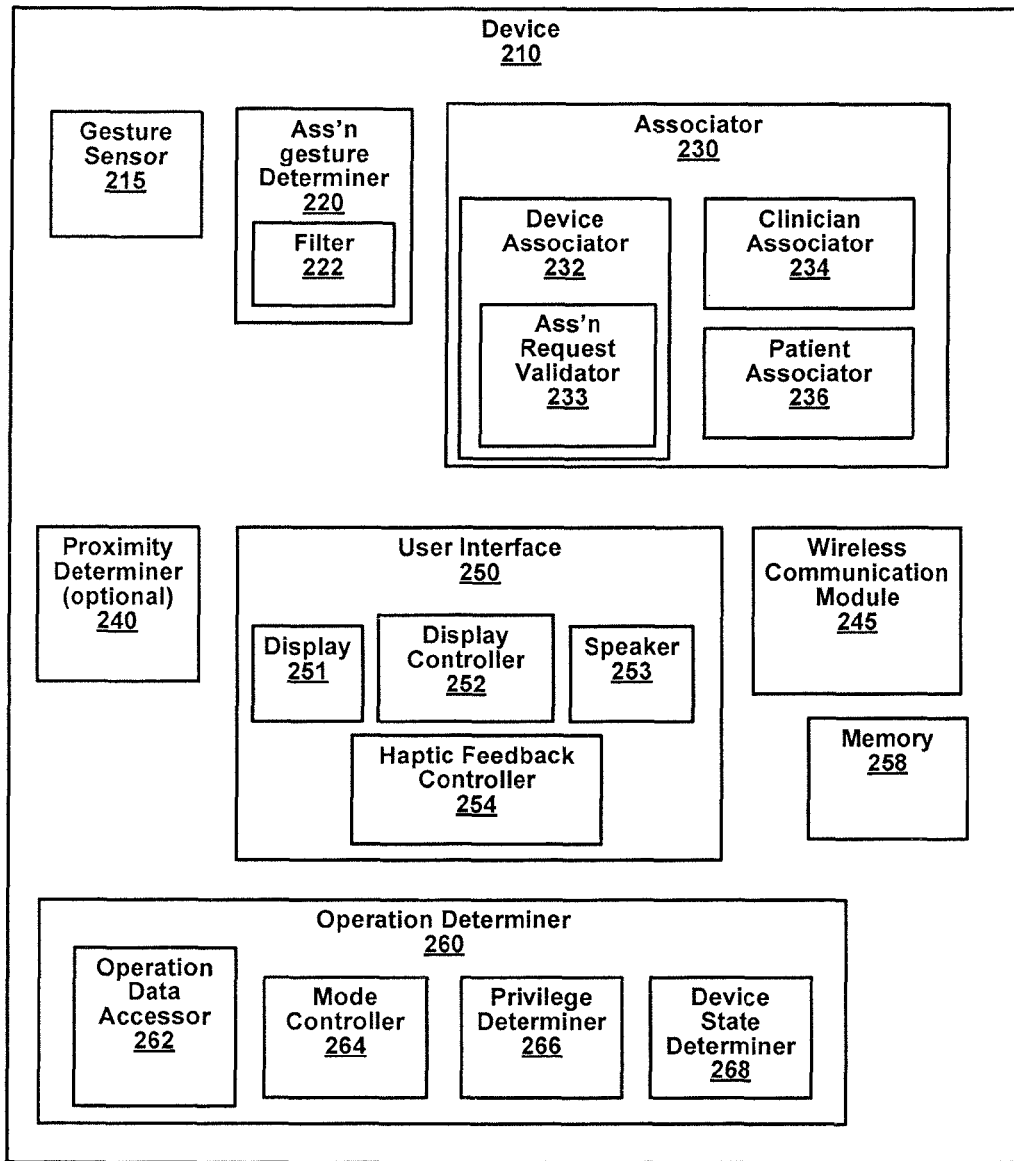 Device
210
Gesture
Sensor
215
Ass'n
gesture
Determiner
220
Filter
222
Associator
230
Device
Associator
232
Ass'n
Request
Validator
233
Clinician
Associator
234
Patient
Associator
236
Proximity
Determiner
(optional)
240
User Interface
250
Display
251
Display
Controller
252
Speaker
253
Haptic Feedback
Controller
254
Wireless
Communication
Module
245
Memory
258
Operation Determiner
260
Operation
Data
Accessor
262
Mode
Controller
264
Privilege
Determiner
266
Device
State
Determiner
268